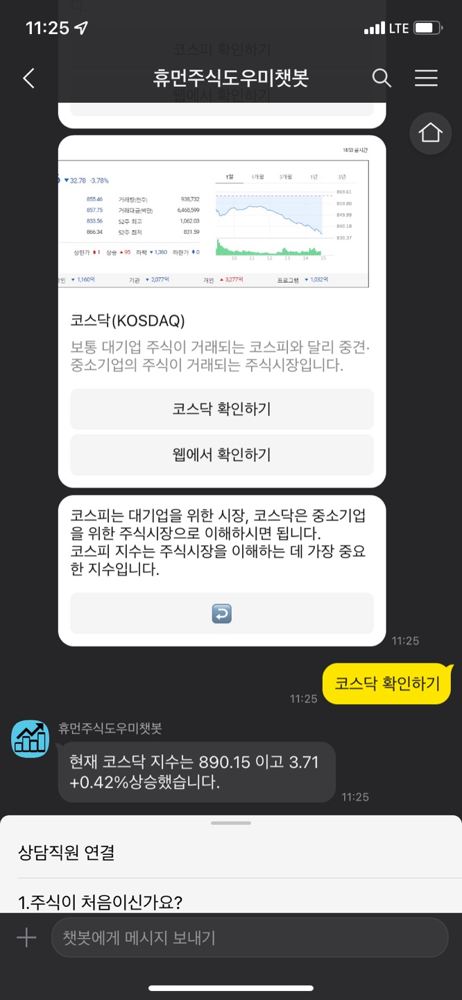 11:25
LTE
다.
코스피 확인하기
휴먼주식도우미챗봇
웹에서 확인하기
14:53 실시간
▼32.78 -3.78%
1일 1개월 3개월 1년 3년
855.46 거래량(천주) 938,732
857.75 거래대금(백만) 6,468,599
833.56 52주 최고 1,062.03
866.34 52주 최저 831.59
869.61
859.80
849.99
840.18
830.37
상한가 1 상승 ▲95 하락 ▼1,360 하한가 0
10 11 12 13 14 15
▼1,160억 기관 ▼2,077억 개인 ▲3,277억 프로그램 ▼1,032억
코스닥(KOSDAQ)
보통 대기업 주식이 거래되는 코스피와 달리 중견·
중소기업의 주식이 거래되는 주식시장입니다.
코스닥 확인하기
웹에서 확인하기
코스피는 대기업을 위한 시장, 코스닥은 중소기업
을 위한 주식시장으로 이해하시면 됩니다.
코스피 지수는 주식시장을 이해하는 데 가장 중요
한 지수입니다.
11:25
코스닥 확인하기
11:25
휴먼주식도우미챗봇
현재 코스닥 지수는 890.15 이고 3.71
+0.42%상승했습니다.
11:25
상담직원 연결
1.주식이 처음이신가요?
챗봇에게 메시지 보내기